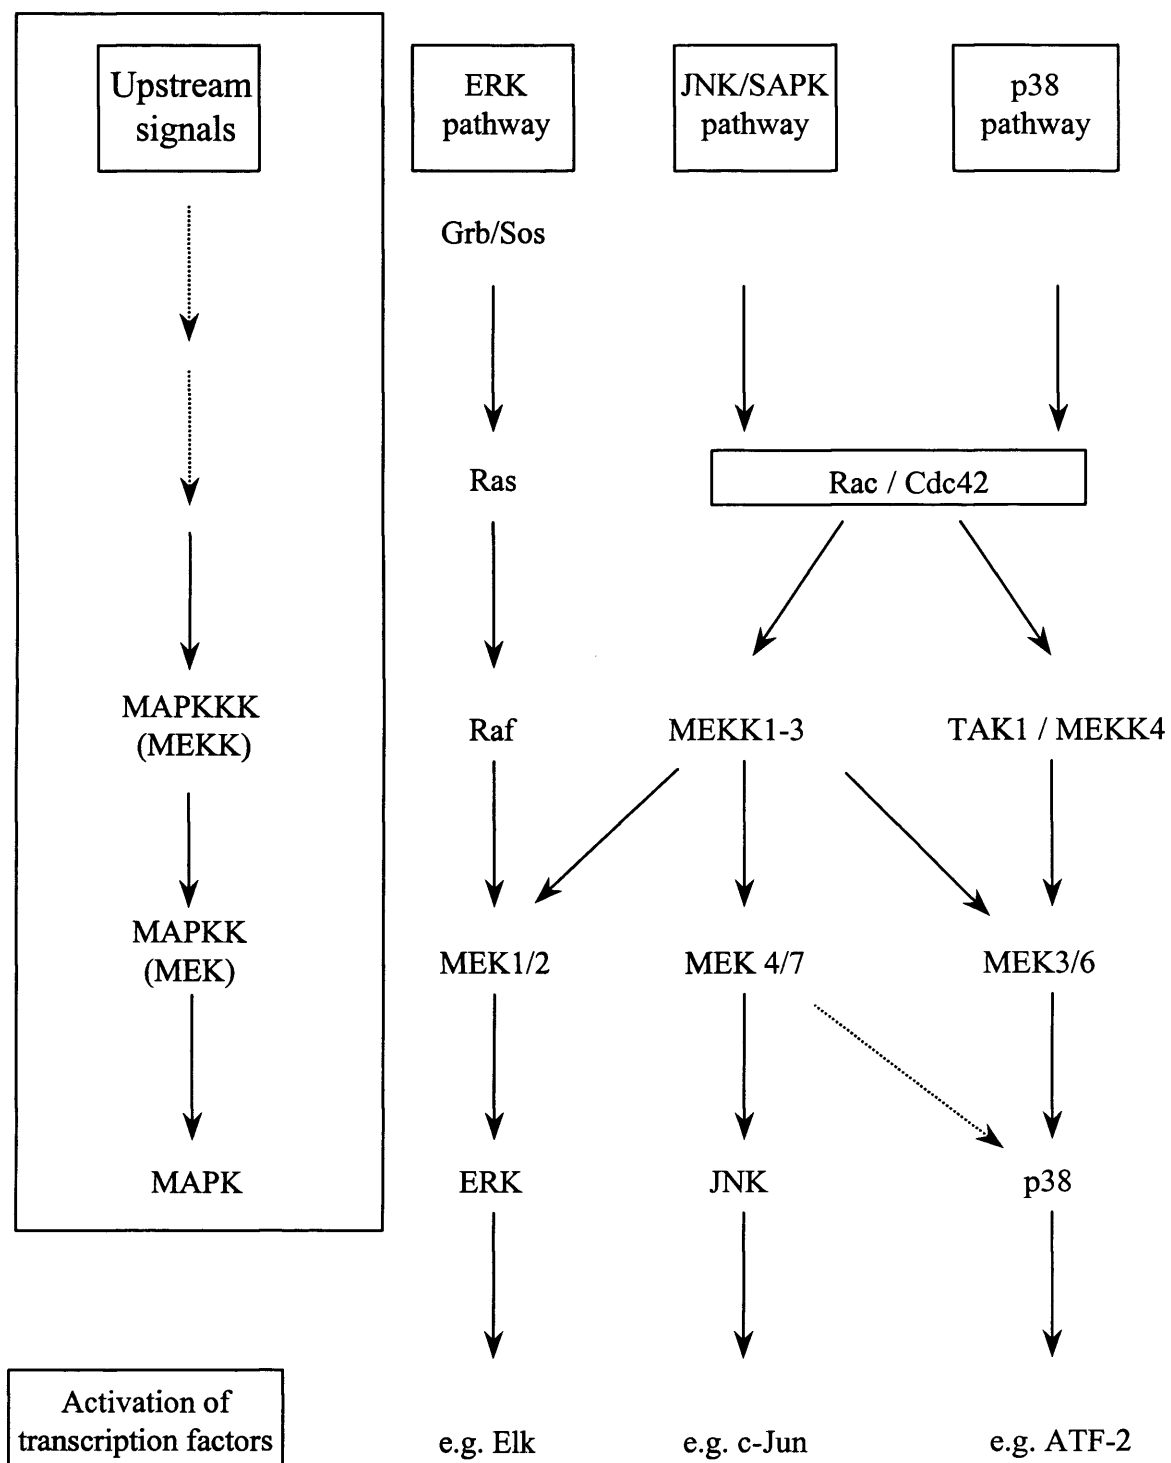 Upstream
signals
ERK
pathway
JNK/SAPK
pathway
p38
pathway
Grb/Sos
Ras
Rac / Cdc42
MAPKKK
(MEKK)
Raf
MEKK1-3
TAK1 / MEKK4
MAPKK
(MEK)
MEK1/2
MEK 4/7
MEK3/6
MAPK
ERK
JNK
p38
Activation of
transcription factors
e.g. Elk
e.g. c-Jun
e.g. ATF-2